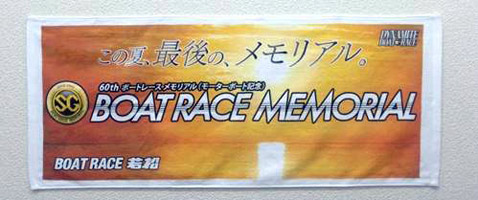 この夏、最後の、メモリアル。
DYNAMITE
BOAT RACE
SG
60th ボートレースメモリアル(モーターボート記念)
BOAT RACE MEMORIAL
BOAT RACE 若松